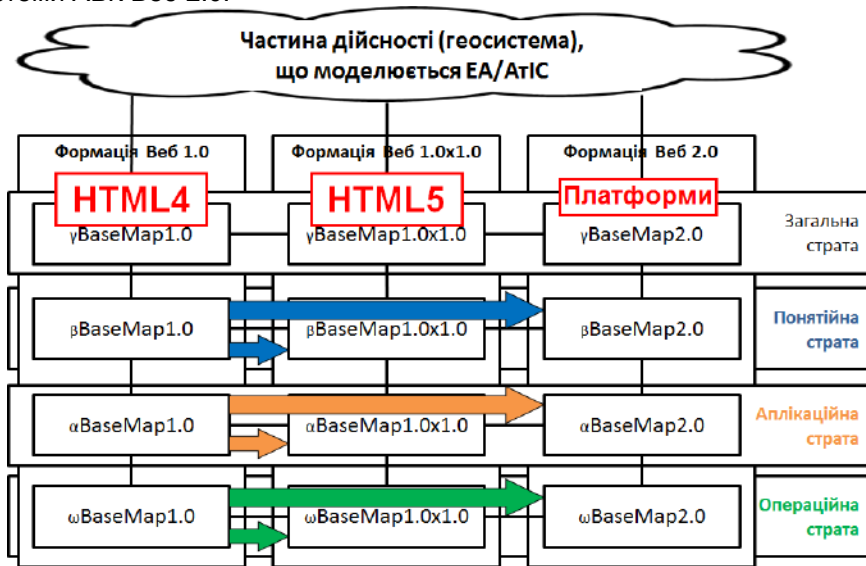 Частина дійсності (геосистема),
що моделюється ЕА/АтІС
Формація Веб 1.0
Формація Веб 1.0x1.0
Формація Веб 2.0
HTML4
HTML5
Платформи
γBaseMap1.0
γBaseMap1.0x1.0
γBaseMap2.0
Загальна
страта
βBaseMap1.0
βBaseMap1.0x1.0
βBaseMap2.0
Понятійна
страта
αBaseMap1.0
αBaseMap1.0x1.0
αBaseMap2.0
Аплікаційна
страта
ωBaseMap1.0
ωBaseMap1.0x1.0
ωBaseMap2.0
Операційна
страта